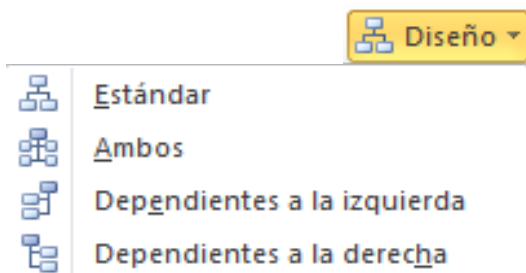 Diseño
Estándar
Ambos
Dependientes a la izquierda
Dependientes a la derecha